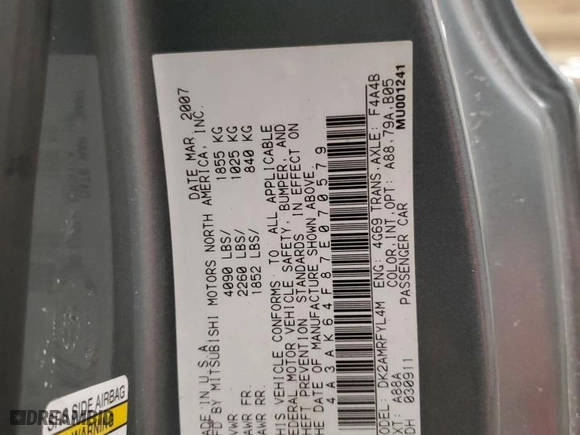 MADE IN U.S.A. DATE MAR, 2007
BY MITSUBISHI MOTORS NORTH AMERICA, INC.
GVWR 4090 LBS/ 1855 KG
GAWR FR. 2260 LBS/ 1025 KG
GAWR RR. 1852 LBS/ 840 KG
THIS VEHICLE CONFORMS TO ALL APPLICABLE
FEDERAL MOTOR VEHICLE SAFETY, BUMPER, AND
THEFT PREVENTION STANDARDS IN EFFECT ON
THE DATE OF MANUFACTURE SHOWN ABOVE.
4A3AK64F87E070579
MODEL: DK2AMRFYL4M ENG: 4G69 TRANS.AXLE: F4A4B
EXT: A88A COLOR,INT,OPT: A88,79A,B05
030911 PASSENGER CAR MU001241
SIDE AIRBAG
WARNING
DREAMBID